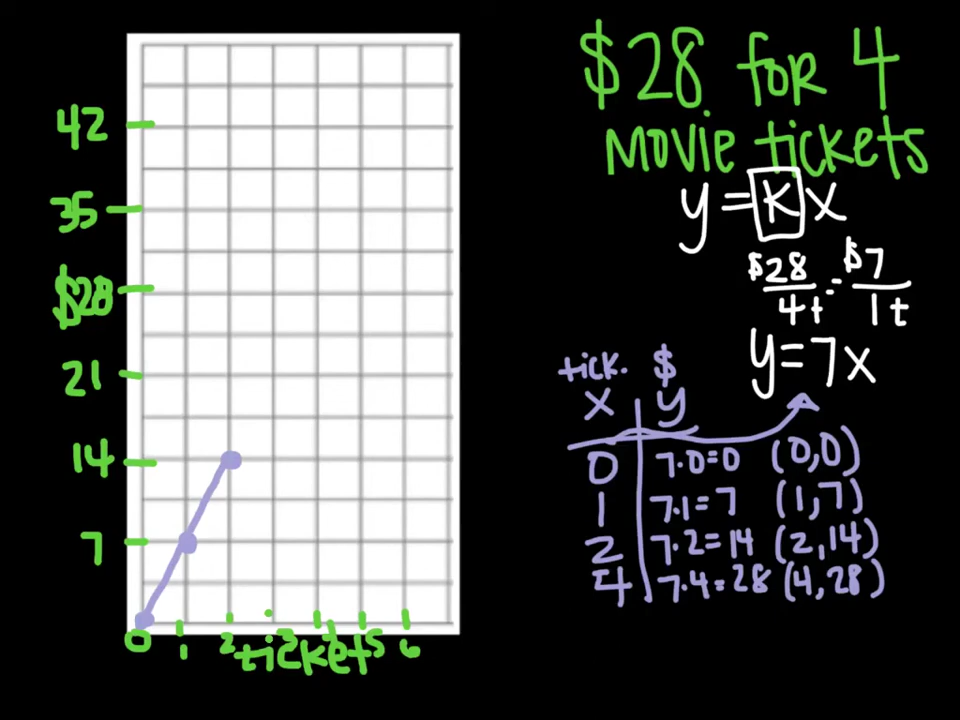 $28 for 4
movie tickets
y = k x
$28 / 4t = $7 / 1t
y = 7x
tick. $
x y
0 7·0=0 (0,0)
1 7·1=7 (1,7)
2 7·2=14 (2,14)
4 7·4=28 (4,28)
42
35
$28
21
14
7
0 1 2 5 6
tickets